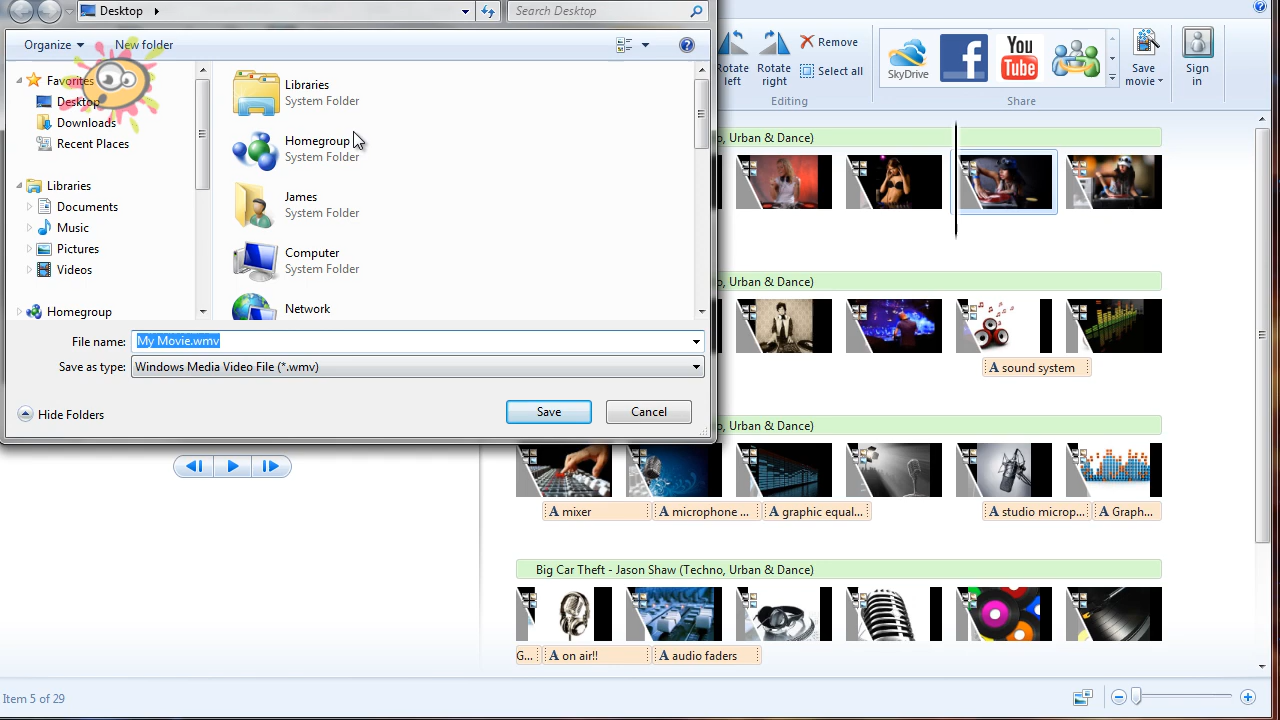 Desktop
Search Desktop
Organize
New folder
Favorites
Desktop
Downloads
Recent Places
Libraries
Documents
Music
Pictures
Videos
Homegroup
Libraries
System Folder
Homegroup
System Folder
James
System Folder
Computer
System Folder
Network
File name:
My Movie.wmv
Save as type:
Windows Media Video File (*.wmv)
Hide Folders
Save
Cancel
Rotate left
Rotate right
Remove
Select all
Editing
SkyDrive
f
You
Tube
Share
Save movie
Sign in
o, Urban & Dance)
o, Urban & Dance)
A sound system
o, Urban & Dance)
A mixer
A microphone ...
A graphic equal...
A studio microp...
A Graph...
Big Car Theft - Jason Shaw (Techno, Urban & Dance)
G...
A on air!!
A audio faders
Item 5 of 29